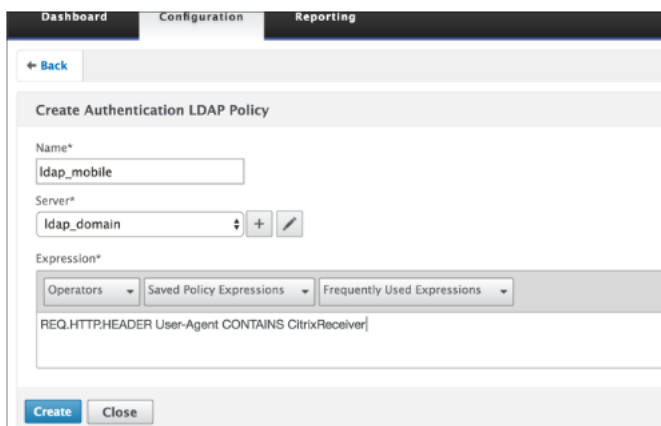 Dashboard Configuration Reporting
← Back
Create Authentication LDAP Policy
Name*
ldap_mobile
Server*
ldap_domain +
Expression*
Operators Saved Policy Expressions Frequently Used Expressions
REQ.HTTP.HEADER User-Agent CONTAINS CitrixReceiver
Create Close